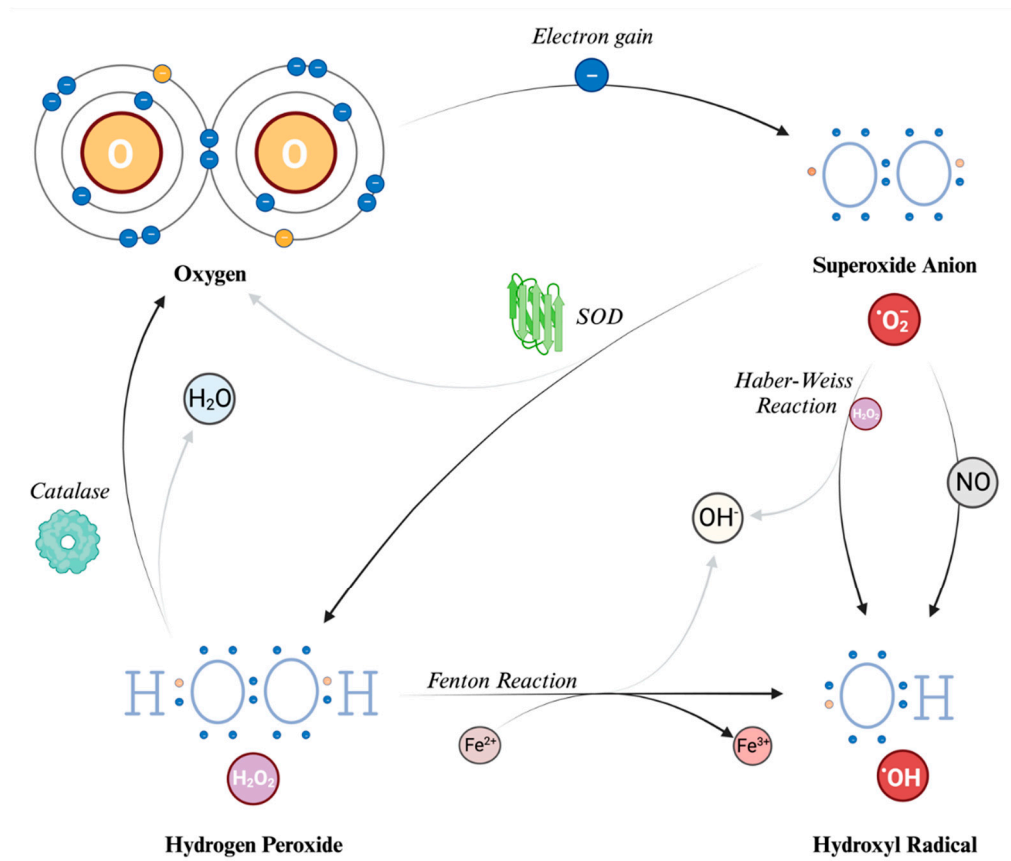 Electron gain
−
O
O
Oxygen
Superoxide Anion
•O₂⁻
SOD
Haber-Weiss
Reaction
H₂O₂
H₂O
NO
Catalase
OH⁻
H
H
Fenton Reaction
H
Fe²⁺
Fe³⁺
H₂O₂
•OH
Hydrogen Peroxide
Hydroxyl Radical